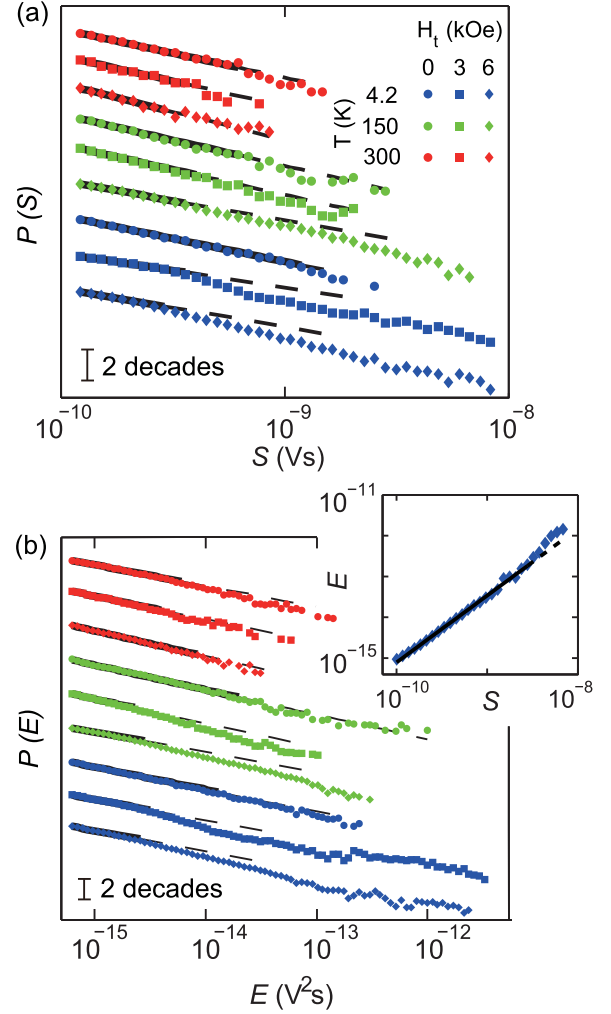 (a)
H_t (kOe)
0 3 6
T (K)
4.2
150
300
P (S)
2 decades
10^−10
10^−9
10^−8
S (Vs)
(b)
10^−11
E
10^−15
10^−10
S
10^−8
P (E)
2 decades
10^−15
10^−14
10^−13
10^−12
E (V^2s)